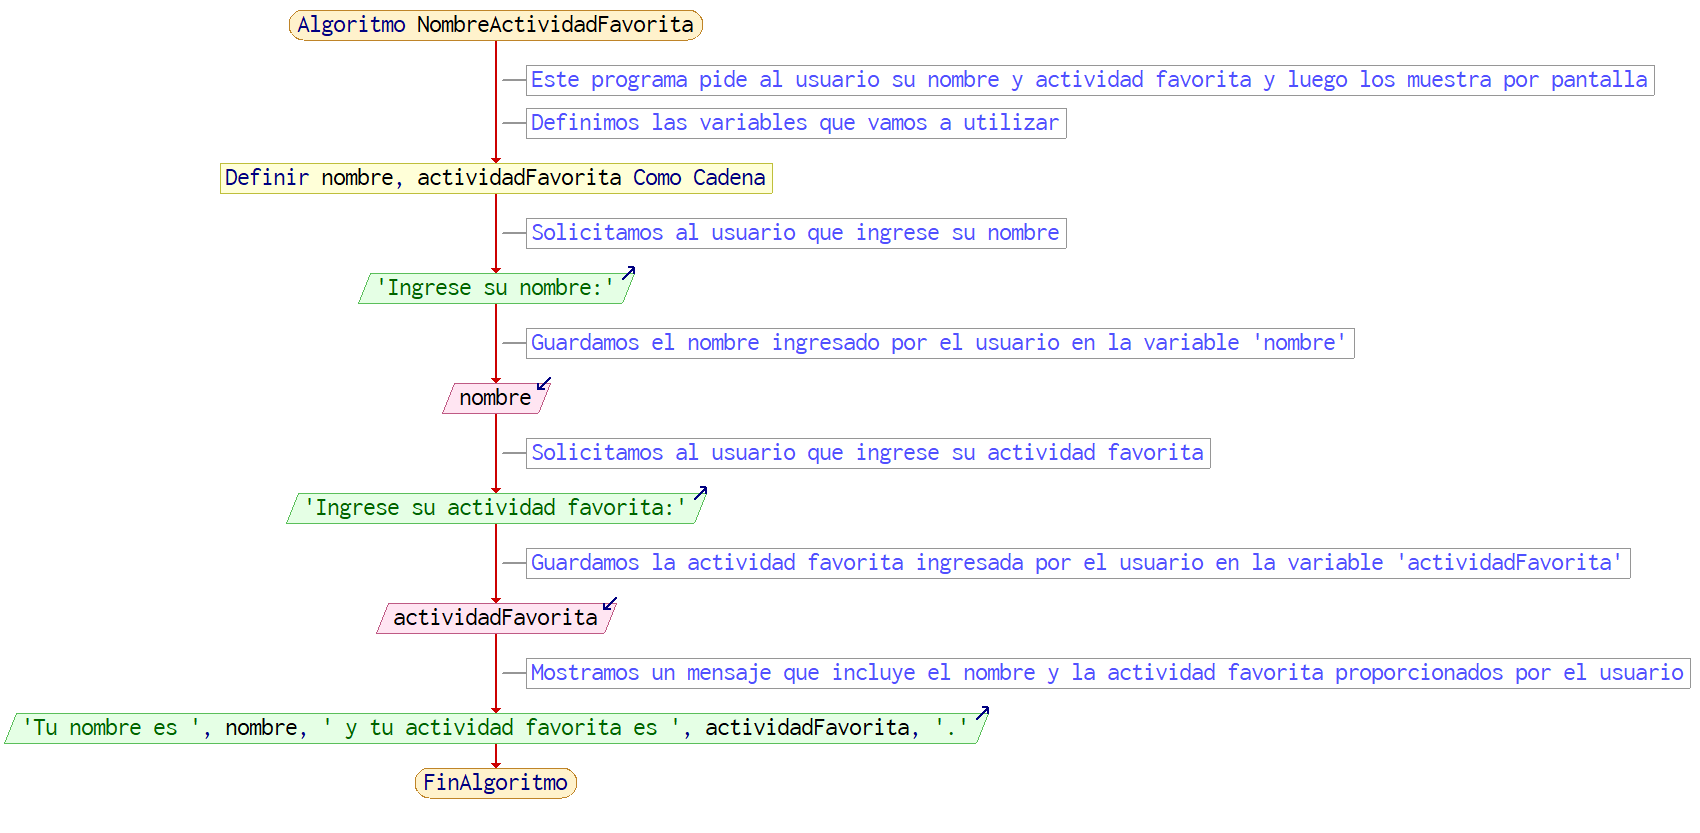 Algoritmo NombreActividadFavorita
Este programa pide al usuario su nombre y actividad favorita y luego los muestra por pantalla
Definimos las variables que vamos a utilizar
Definir nombre, actividadFavorita Como Cadena
Solicitamos al usuario que ingrese su nombre
'Ingrese su nombre:'
Guardamos el nombre ingresado por el usuario en la variable 'nombre'
nombre
Solicitamos al usuario que ingrese su actividad favorita
'Ingrese su actividad favorita:'
Guardamos la actividad favorita ingresada por el usuario en la variable 'actividadFavorita'
actividadFavorita
Mostramos un mensaje que incluye el nombre y la actividad favorita proporcionados por el usuario
'Tu nombre es ', nombre, ' y tu actividad favorita es ', actividadFavorita, '.'
FinAlgoritmo